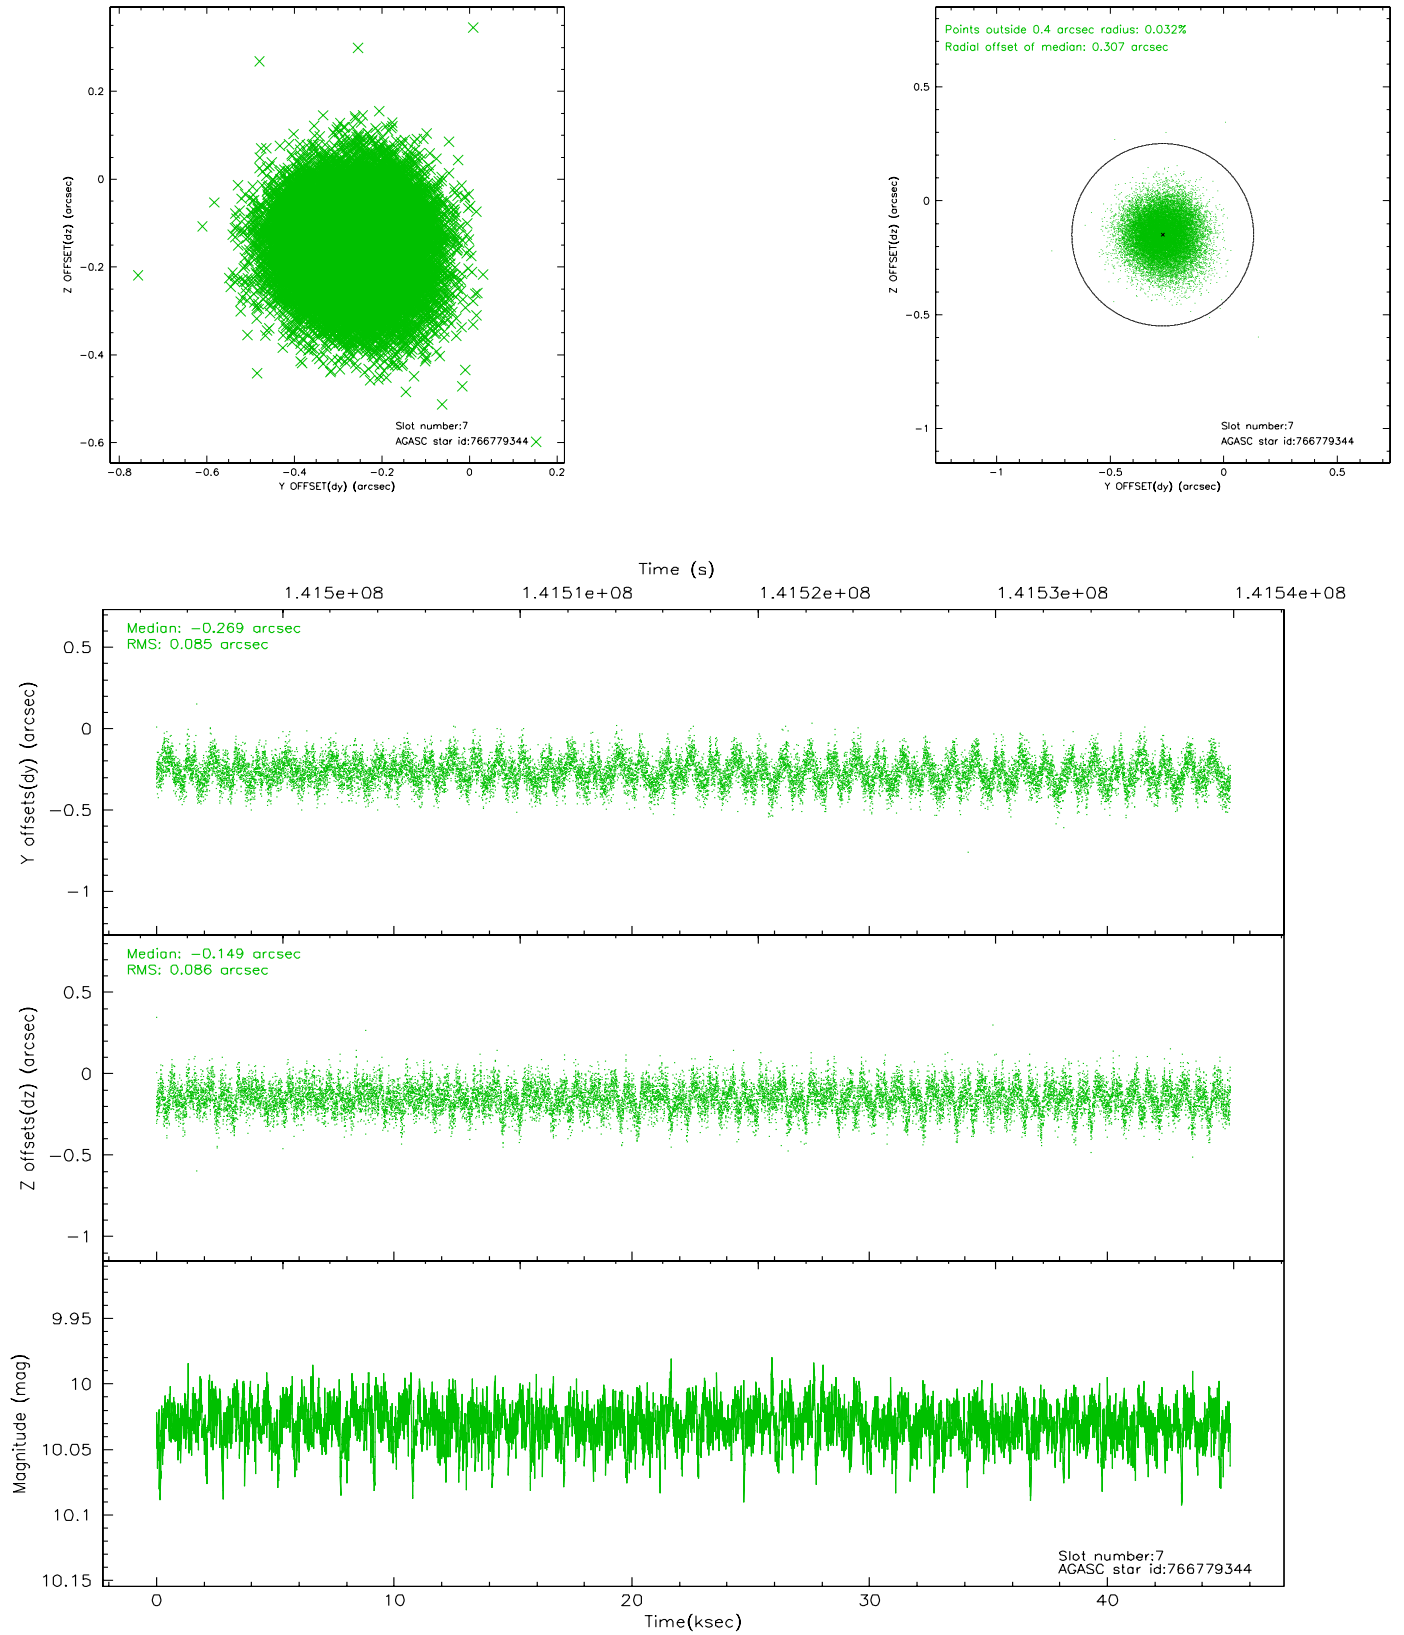 Points outside 0.4 arcsec radius: 0.032%
Radial offset of median: 0.307 arcsec
0.2
0
−0.2
−0.4
−0.6
Z OFFSET(dz) (arcsec)
Slot number:7
AGASC star id:766779344
−0.8
−0.6
−0.4
−0.2
0
0.2
Y OFFSET(dy) (arcsec)
0.5
0
−0.5
−1
Z OFFSET(dz) (arcsec)
Slot number:7
AGASC star id:766779344
−1
−0.5
0
0.5
Y OFFSET(dy) (arcsec)
Time (s)
1.415e+08
1.4151e+08
1.4152e+08
1.4153e+08
1.4154e+08
Median: −0.269 arcsec
RMS: 0.085 arcsec
0.5
0
−0.5
−1
Y offsets(dy) (arcsec)
Median: −0.149 arcsec
RMS: 0.086 arcsec
0.5
0
−0.5
−1
Z offsets(dz) (arcsec)
9.95
10
10.05
10.1
10.15
Magnitude (mag)
Slot number:7
AGASC star id:766779344
0
10
20
30
40
Time(ksec)